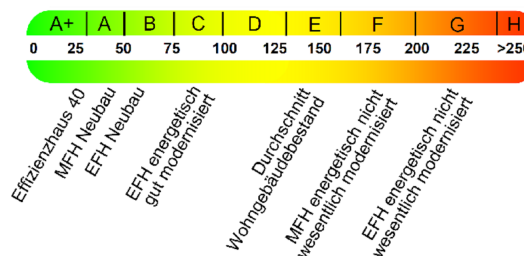 A+ A B C D E F G H
0 25 50 75 100 125 150 175 200 225 >250
Effizienzhaus 40
MFH Neubau
EFH Neubau
EFH energetisch
gut modernisiert
Durchschnitt
Wohngebäudebestand
MFH energetisch nicht
wesentlich modernisiert
EFH energetisch nicht
wesentlich modernisiert